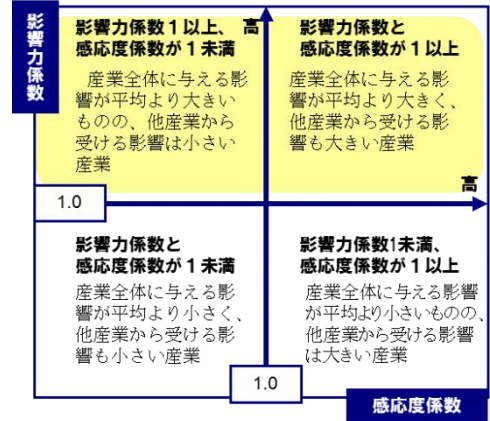 影響力係数
影響力係数１以上、
感応度係数が１未満
産業全体に与える影
響が平均より大きい
ものの、他産業から
受ける影響は小さい
産業
高
影響力係数と
感応度係数が１以上
産業全体に与える影
響が平均より大きく、
他産業から受ける影
響も大きい産業
高
1.0
影響力係数と
感応度係数が１未満
産業全体に与える影
響が平均より小さく、
他産業から受ける影
響も小さい産業
影響力係数1未満、
感応度係数が１以上
産業全体に与える影響
が平均より小さいものの、
他産業から受ける影響
は大きい産業
1.0
感応度係数